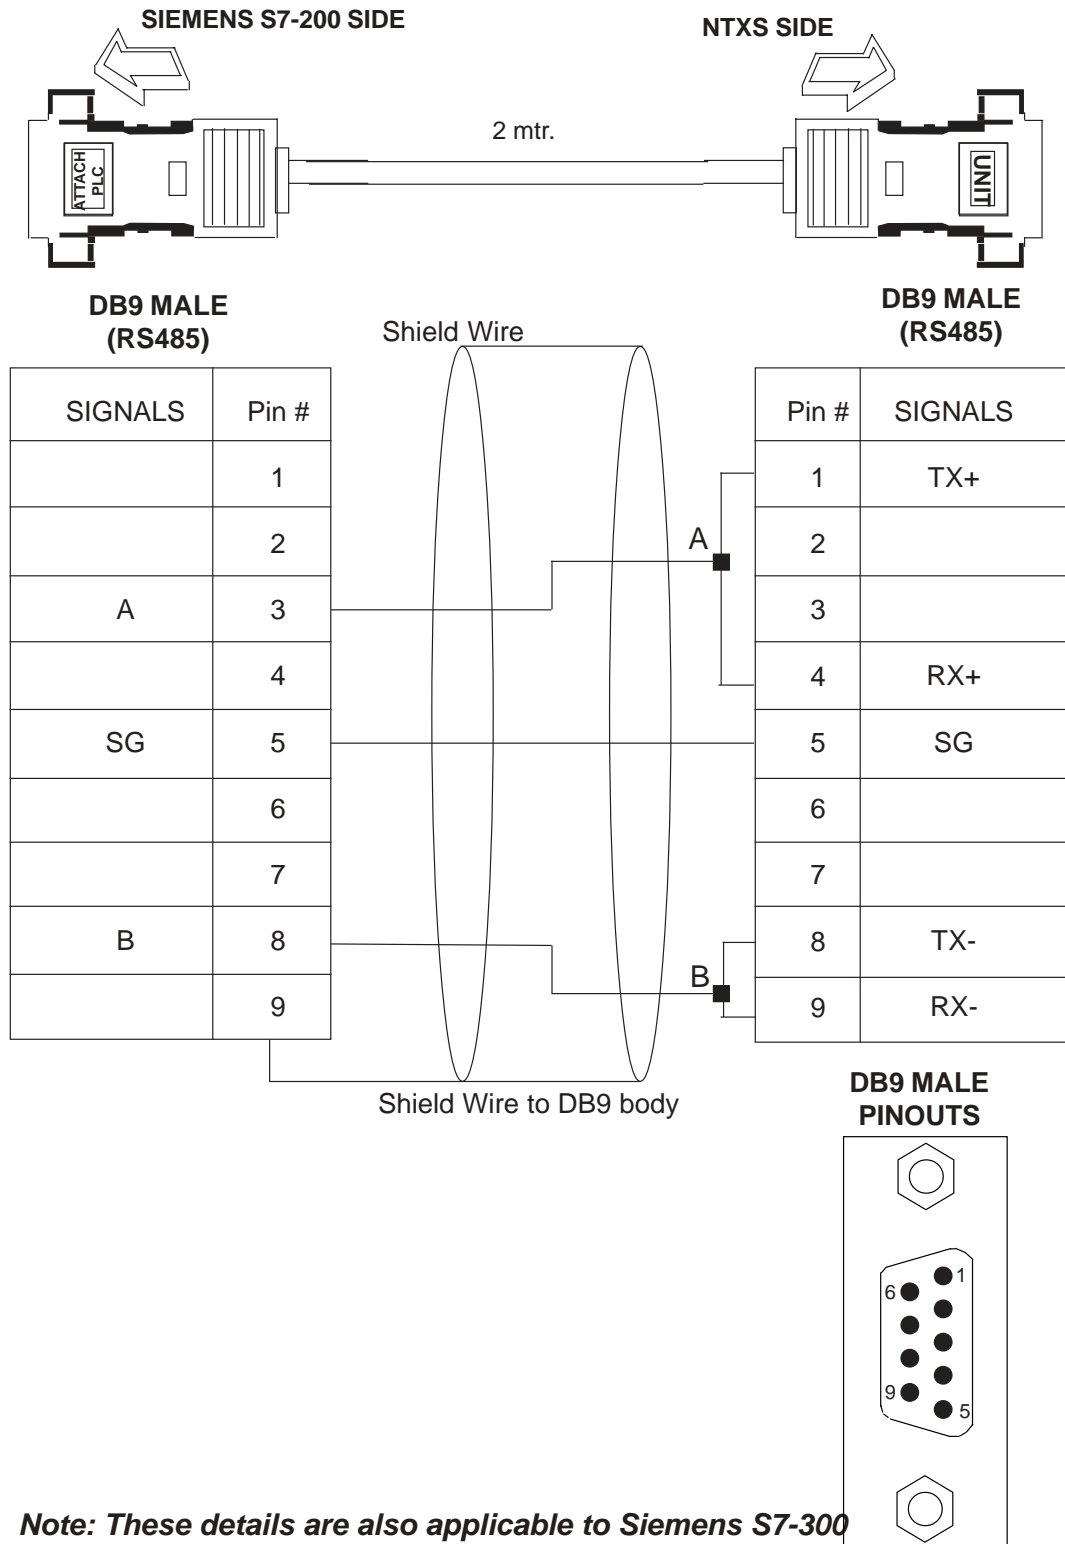 SIEMENS S7-200 SIDE
NTXS SIDE
2 mtr.
ATTACH
PLC
UNIT
DB9 MALE
(RS485)
DB9 MALE
(RS485)
Shield Wire
SIGNALS Pin #
1
2
A 3
4
SG 5
6
7
B 8
9
A
B
Pin # SIGNALS
1 TX+
2
3
4 RX+
5 SG
6
7
8 TX-
9 RX-
Shield Wire to DB9 body
DB9 MALE
PINOUTS
1
6
9
5
Note: These details are also applicable to Siemens S7-300